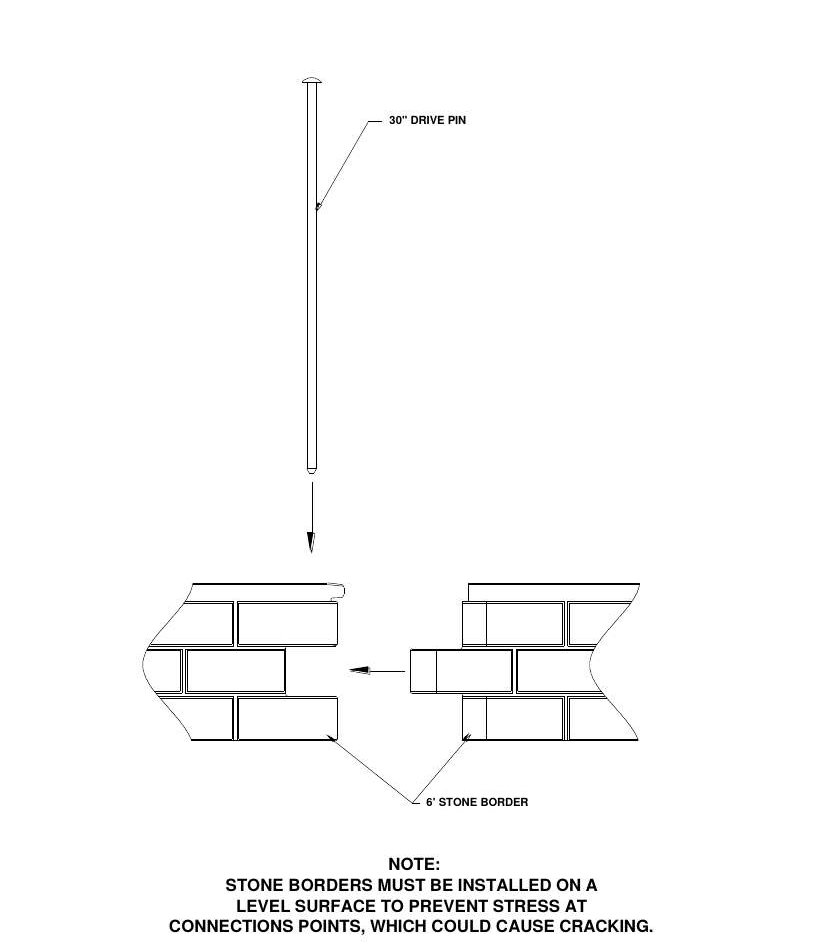 30" DRIVE PIN
6' STONE BORDER
NOTE:
STONE BORDERS MUST BE INSTALLED ON A
LEVEL SURFACE TO PREVENT STRESS AT
CONNECTIONS POINTS, WHICH COULD CAUSE CRACKING.